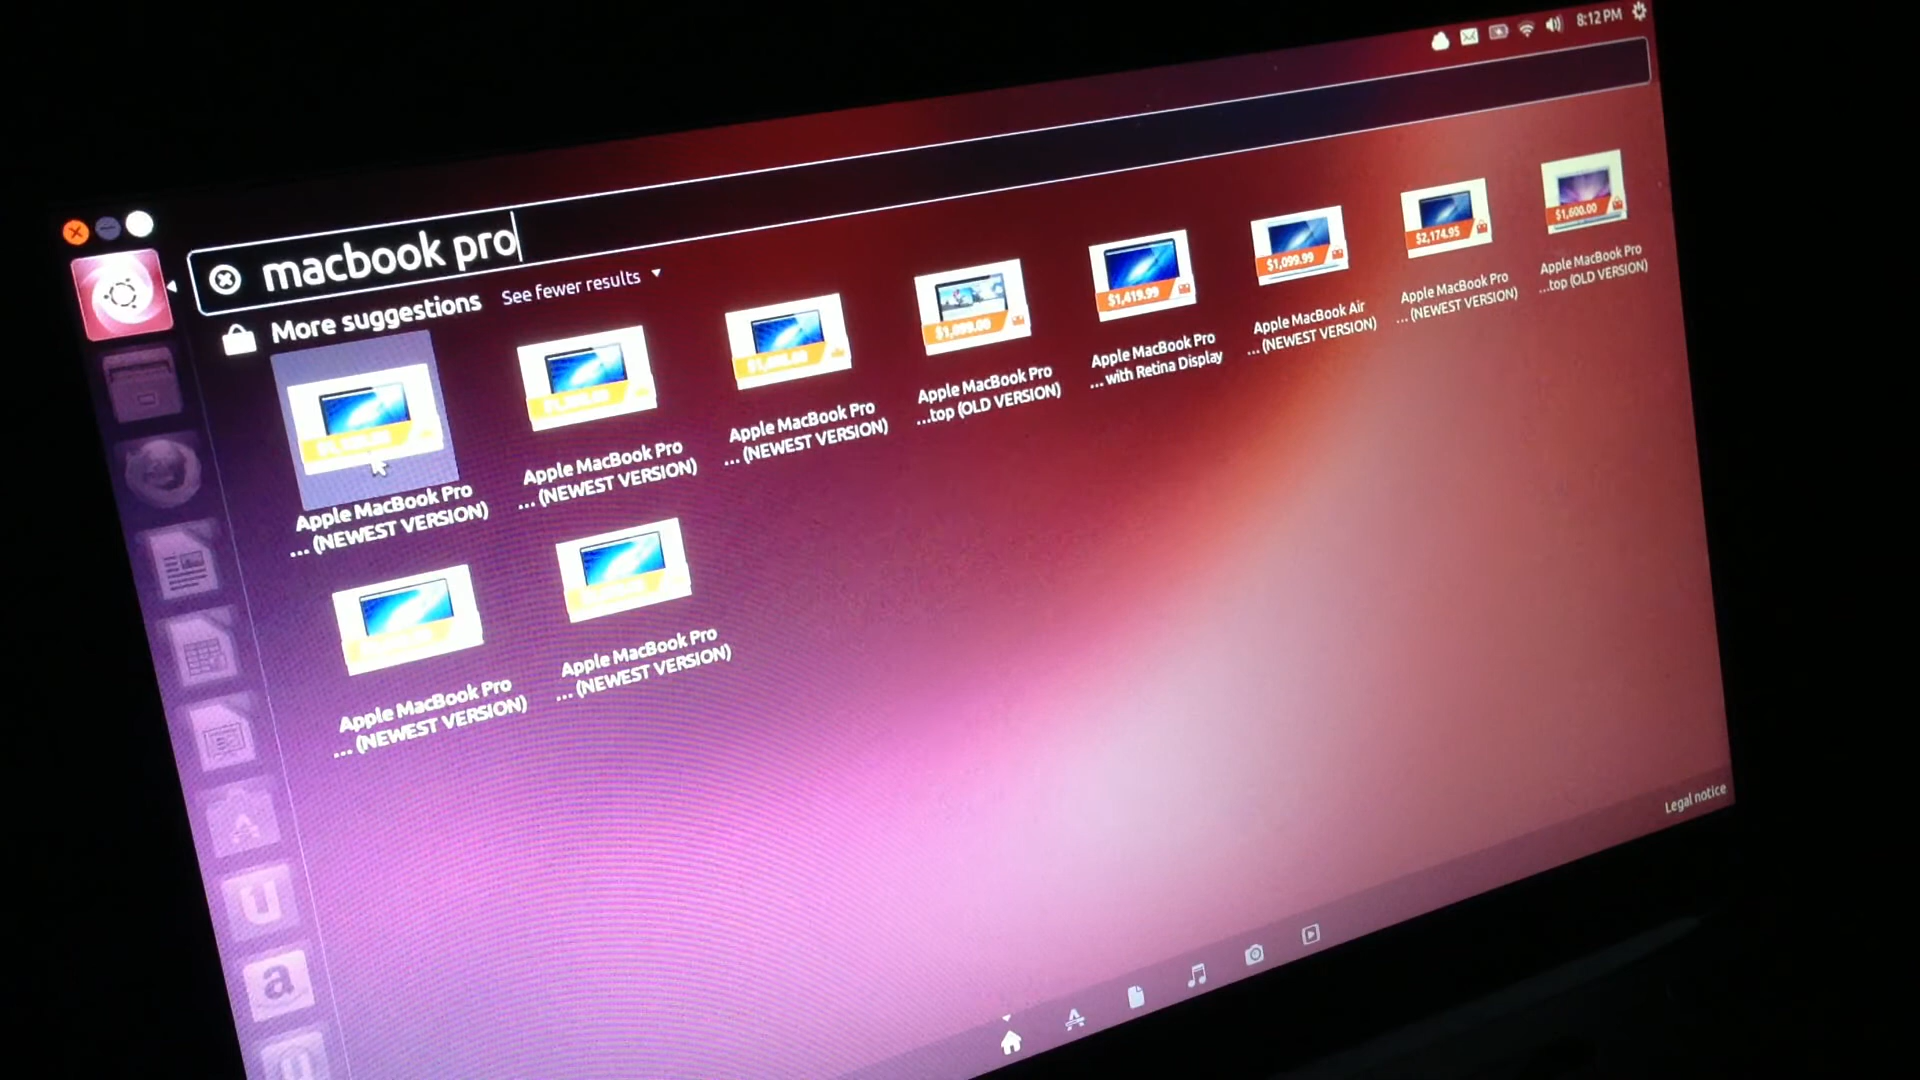 8:12 PM
macbook pro
More suggestions
See fewer results
Apple MacBook Pro
... (NEWEST VERSION)
Apple MacBook Pro
... (NEWEST VERSION)
Apple MacBook Pro
... (NEWEST VERSION)
Apple MacBook Pro
...top (OLD VERSION)
$1,419.99
Apple MacBook Pro
... with Retina Display
$1,099.99
Apple MacBook Air
... (NEWEST VERSION)
$2,174.95
Apple MacBook Pro
... (NEWEST VERSION)
$1,600.00
Apple MacBook Pro
...top (OLD VERSION)
Apple MacBook Pro
... (NEWEST VERSION)
Apple MacBook Pro
... (NEWEST VERSION)
U
a
Legal notice